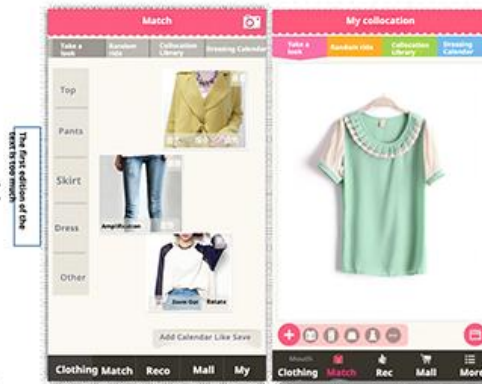 The first edition of the
text is too much
Match
Take a
look
Random
ride
Collocation
Library
Dressing Calendar
Top
Pants
Skirt
Dress
Other
Amplification
Zoom Out
Rotate
Add Calendar Like Save
Clothing Match Reco Mall My
My collocation
Take a
look
Random ride
Collocation
Library
Dressing
Calendar
Mouth
Clothing Match Rec Mall More